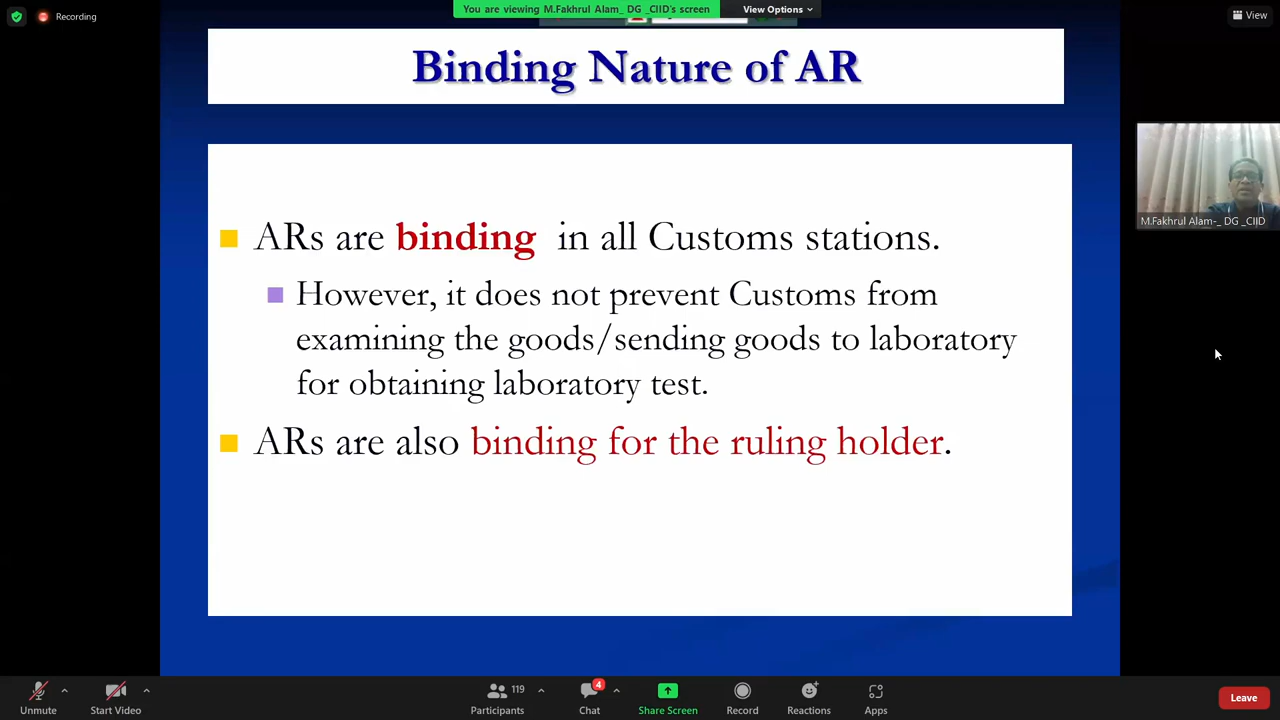 You are viewing M.Fakhrul Alam_ DG _CIID's screen
View Options
Recording
View
Binding Nature of AR
ARs are binding in all Customs stations.
However, it does not prevent Customs from
examining the goods/sending goods to laboratory
for obtaining laboratory test.
ARs are also binding for the ruling holder.
M.Fakhrul Alam-_ DG _CIID
119
4
Unmute
Start Video
Participants
Chat
Share Screen
Record
Reactions
Apps
Leave